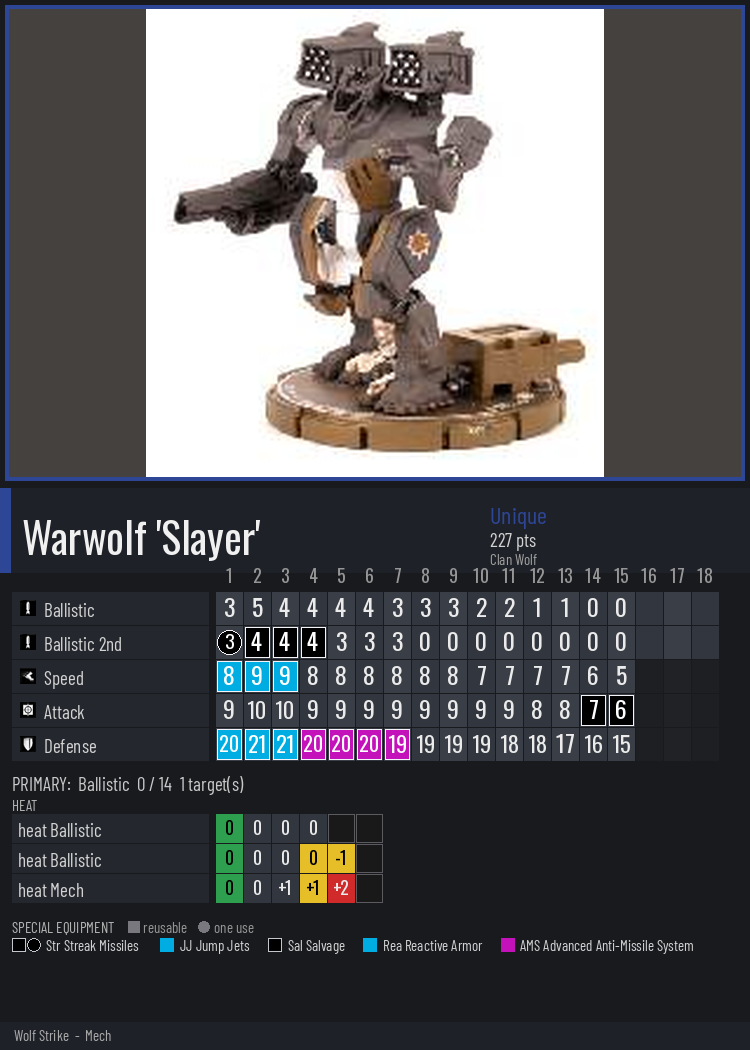 Warwolf 'Slayer'
Unique
227 pts
Clan Wolf
1 2 3 4 5 6 7 8 9 10 11 12 13 14 15 16 17 18
Ballistic 3 5 4 4 4 4 3 3 3 2 2 1 1 0 0
Ballistic 2nd 3 4 4 4 3 3 3 0 0 0 0 0 0 0 0
Speed 8 9 9 8 8 8 8 8 8 7 7 7 7 6 5
Attack 9 10 10 9 9 9 9 9 9 9 9 8 8 7 6
Defense 20 21 21 20 20 20 19 19 19 19 18 18 17 16 15
PRIMARY: Ballistic 0 / 14 1 target(s)
HEAT
heat Ballistic 0 0 0 0
heat Ballistic 0 0 0 0 -1
heat Mech 0 0 +1 +1 +2
SPECIAL EQUIPMENT reusable one use
Str Streak Missiles JJ Jump Jets Sal Salvage Rea Reactive Armor AMS Advanced Anti-Missile System
Wolf Strike - Mech